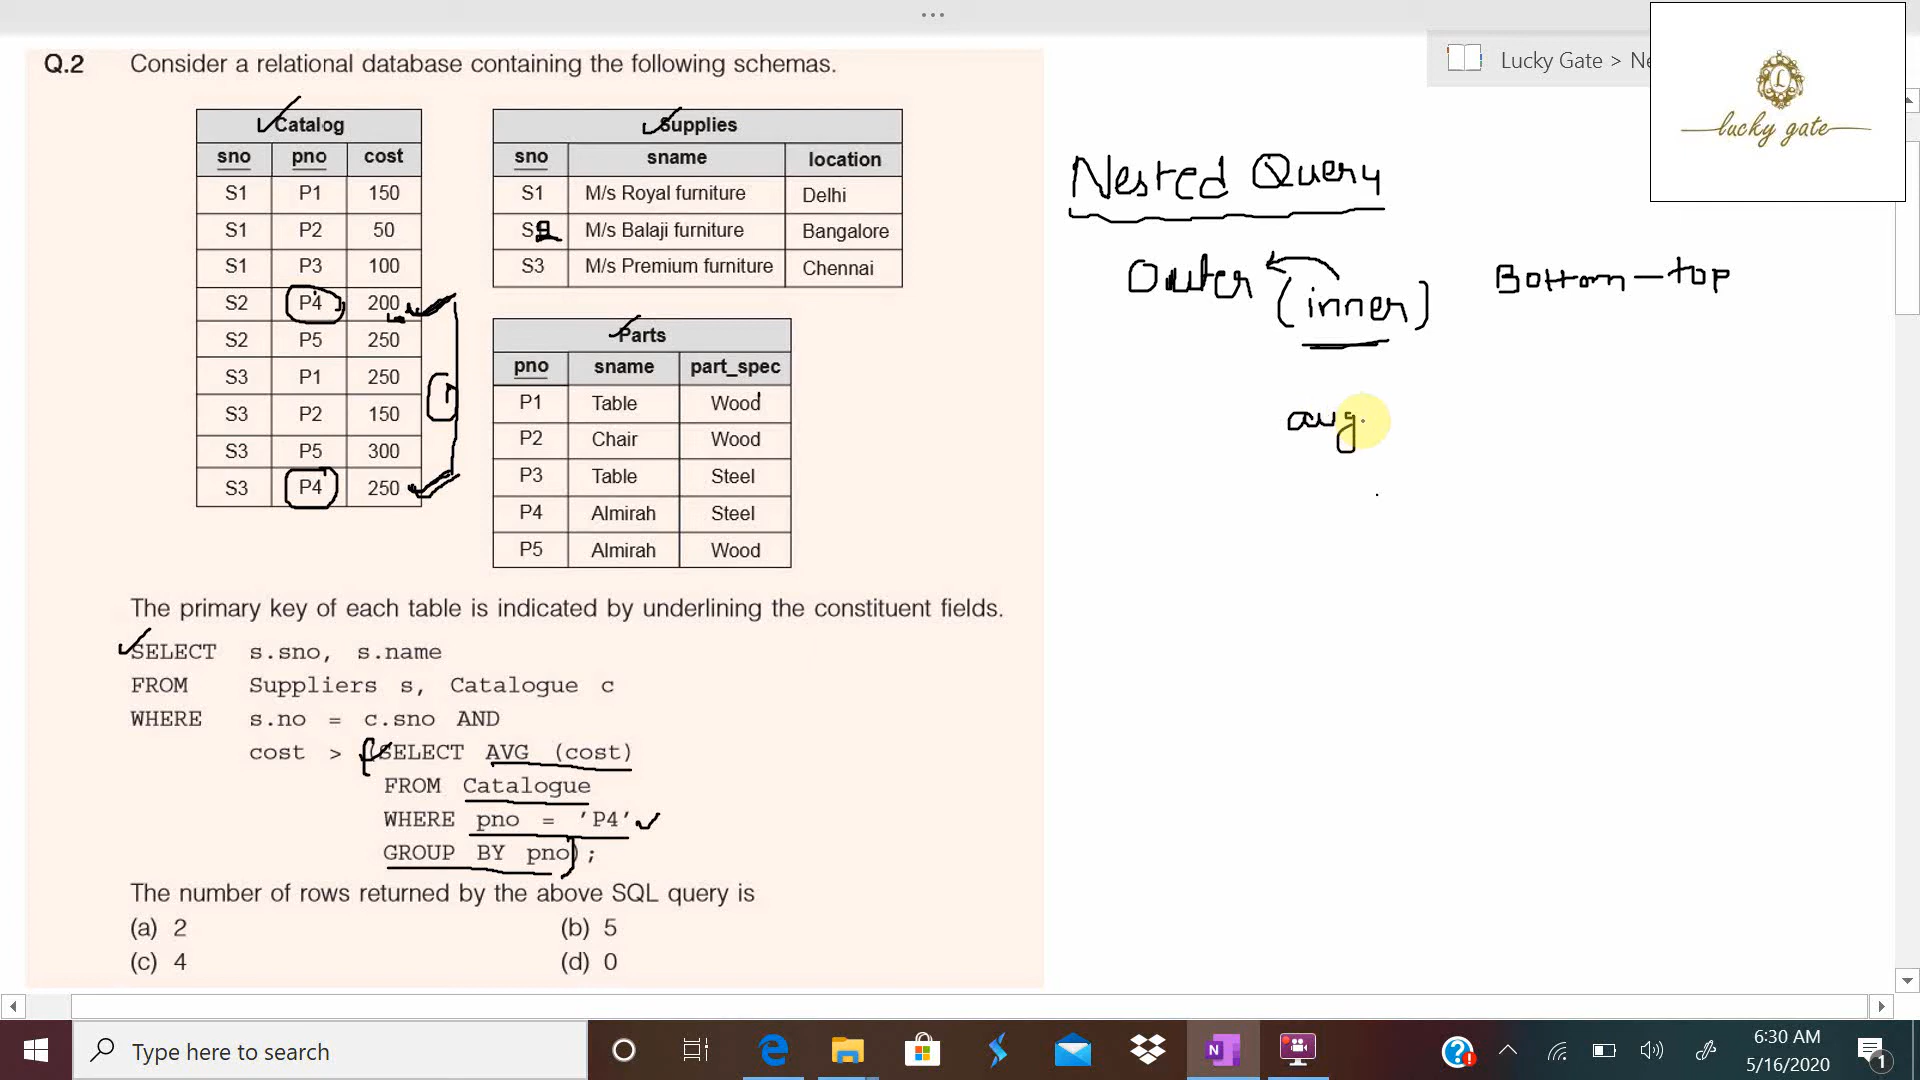 ...
Q.2 Consider a relational database containing the following schemas.
Lucky Gate > Ne
lucky gate
Catalog
sno pno cost
S1 P1 150
S1 P2 50
S1 P3 100
S2 P4 200
S2 P5 250
S3 P1 250
S3 P2 150
S3 P5 300
S3 P4 250
Supplies
sno sname location
S1 M/s Royal furniture Delhi
S2 M/s Balaji furniture Bangalore
S3 M/s Premium furniture Chennai
Parts
pno sname part_spec
P1 Table Wood
P2 Chair Wood
P3 Table Steel
P4 Almirah Steel
P5 Almirah Wood
Nested Query
Outer (inner) Bottom - top
avg
The primary key of each table is indicated by underlining the constituent fields.
SELECT s.sno, s.name
FROM Suppliers s, Catalogue c
WHERE s.no = c.sno AND
cost > (SELECT AVG (cost)
FROM Catalogue
WHERE pno = 'P4'
GROUP BY pno);
The number of rows returned by the above SQL query is
(a) 2 (b) 5
(c) 4 (d) 0
Type here to search
6:30 AM
5/16/2020
1